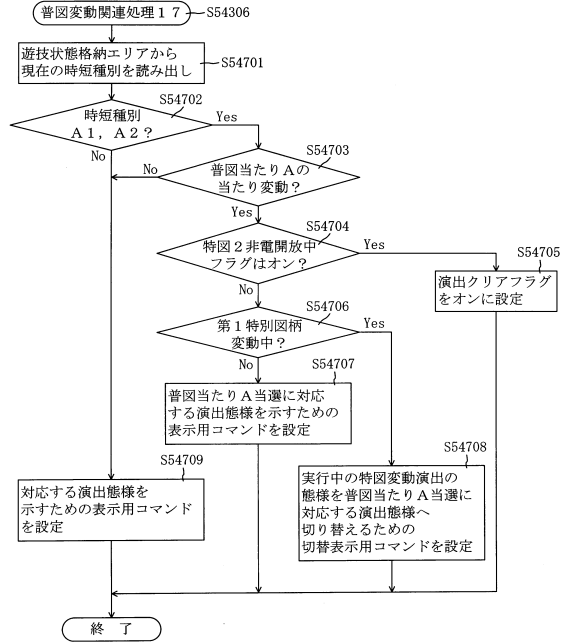 普図変動関連処理１７
S54306
遊技状態格納エリアから
現在の時短種別を読み出し
S54701
S54702
時短種別
Ａ１，Ａ２？
Yes
No
S54703
普図当たりＡの
当たり変動？
No
Yes
S54704
特図２非電開放中
フラグはオン？
Yes
No
S54705
演出クリアフラグ
をオンに設定
S54706
第１特別図柄
変動中？
Yes
No
S54707
普図当たりＡ当選に対応
する演出態様を示すための
表示用コマンドを設定
S54708
実行中の特図変動演出の
態様を普図当たりＡ当選に
対応する演出態様へ
切り替えるための
切替表示用コマンドを設定
S54709
対応する演出態様を
示すための表示用コマンド
を設定
終　了